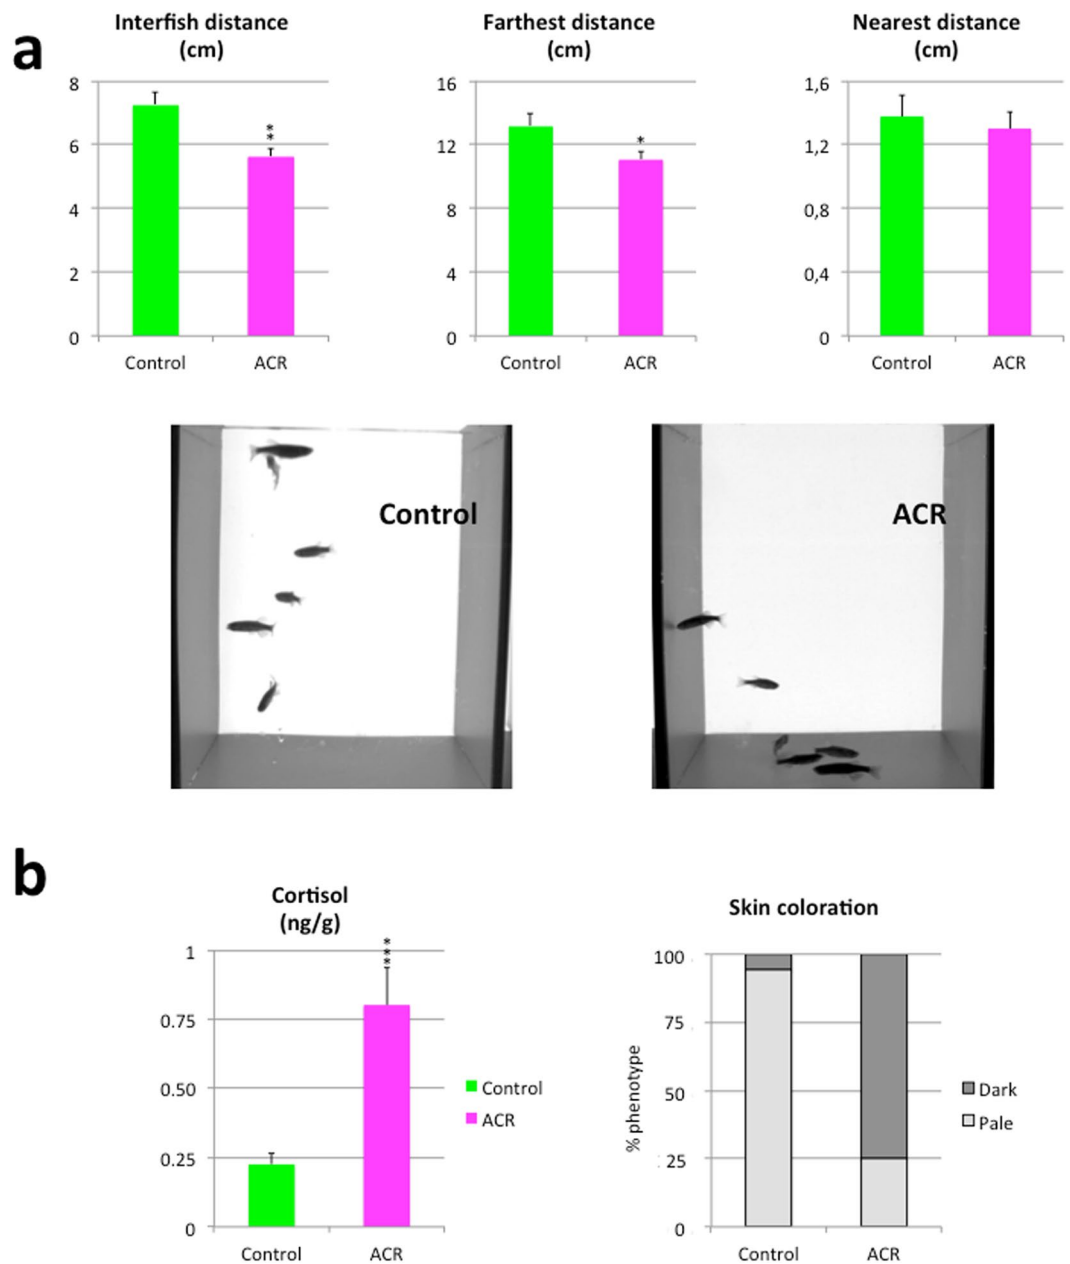 a
Interfish distance
(cm)
8
6
4
2
0
**
Control
ACR
Farthest distance
(cm)
16
12
8
4
0
*
Control
ACR
Nearest distance
(cm)
1,6
1,2
0,8
0,4
0
Control
ACR
Control
ACR
b
Cortisol
(ng/g)
1
0.75
0.50
0.25
0
***
Control
ACR
Control
ACR
Skin coloration
% phenotype
100
75
50
25
0
Control
ACR
Dark
Pale